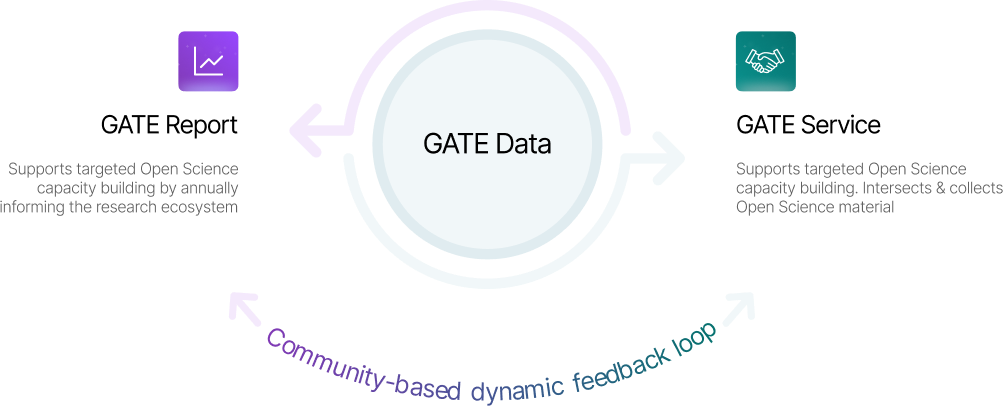 GATE Report
Supports targeted Open Science
capacity building by annually
informing the research ecosystem
GATE Data
GATE Service
Supports targeted Open Science
capacity building. Intersects & collects
Open Science material
Community-based dynamic feedback loop